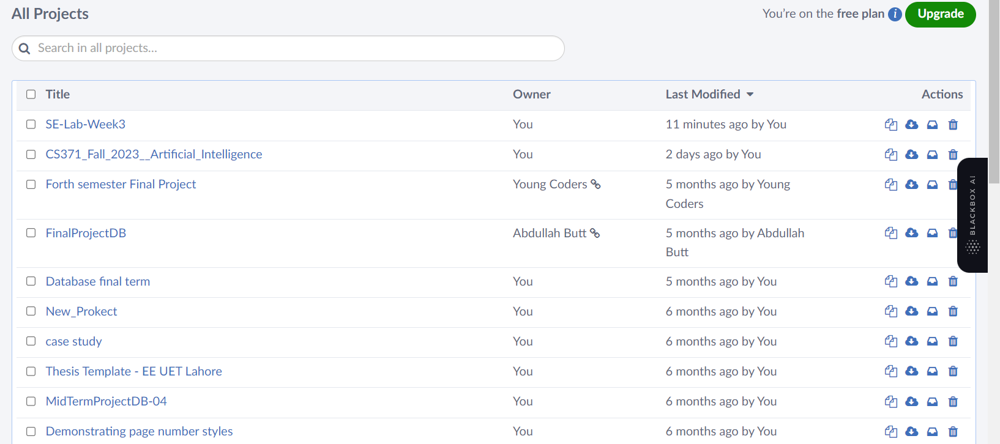 All Projects
You're on the free plan i Upgrade
Search in all projects...
Title Owner Last Modified Actions
SE-Lab-Week3 You 11 minutes ago by You
CS371_Fall_2023__Artificial_Intelligence You 2 days ago by You
Forth semester Final Project Young Coders 5 months ago by Young
Coders
FinalProjectDB Abdullah Butt 5 months ago by Abdullah
Butt
BLACKBOX AI
Database final term You 5 months ago by You
New_Prokect You 6 months ago by You
case study You 6 months ago by You
Thesis Template - EE UET Lahore You 6 months ago by You
MidTermProjectDB-04 You 6 months ago by You
Demonstrating page number styles You 6 months ago by You